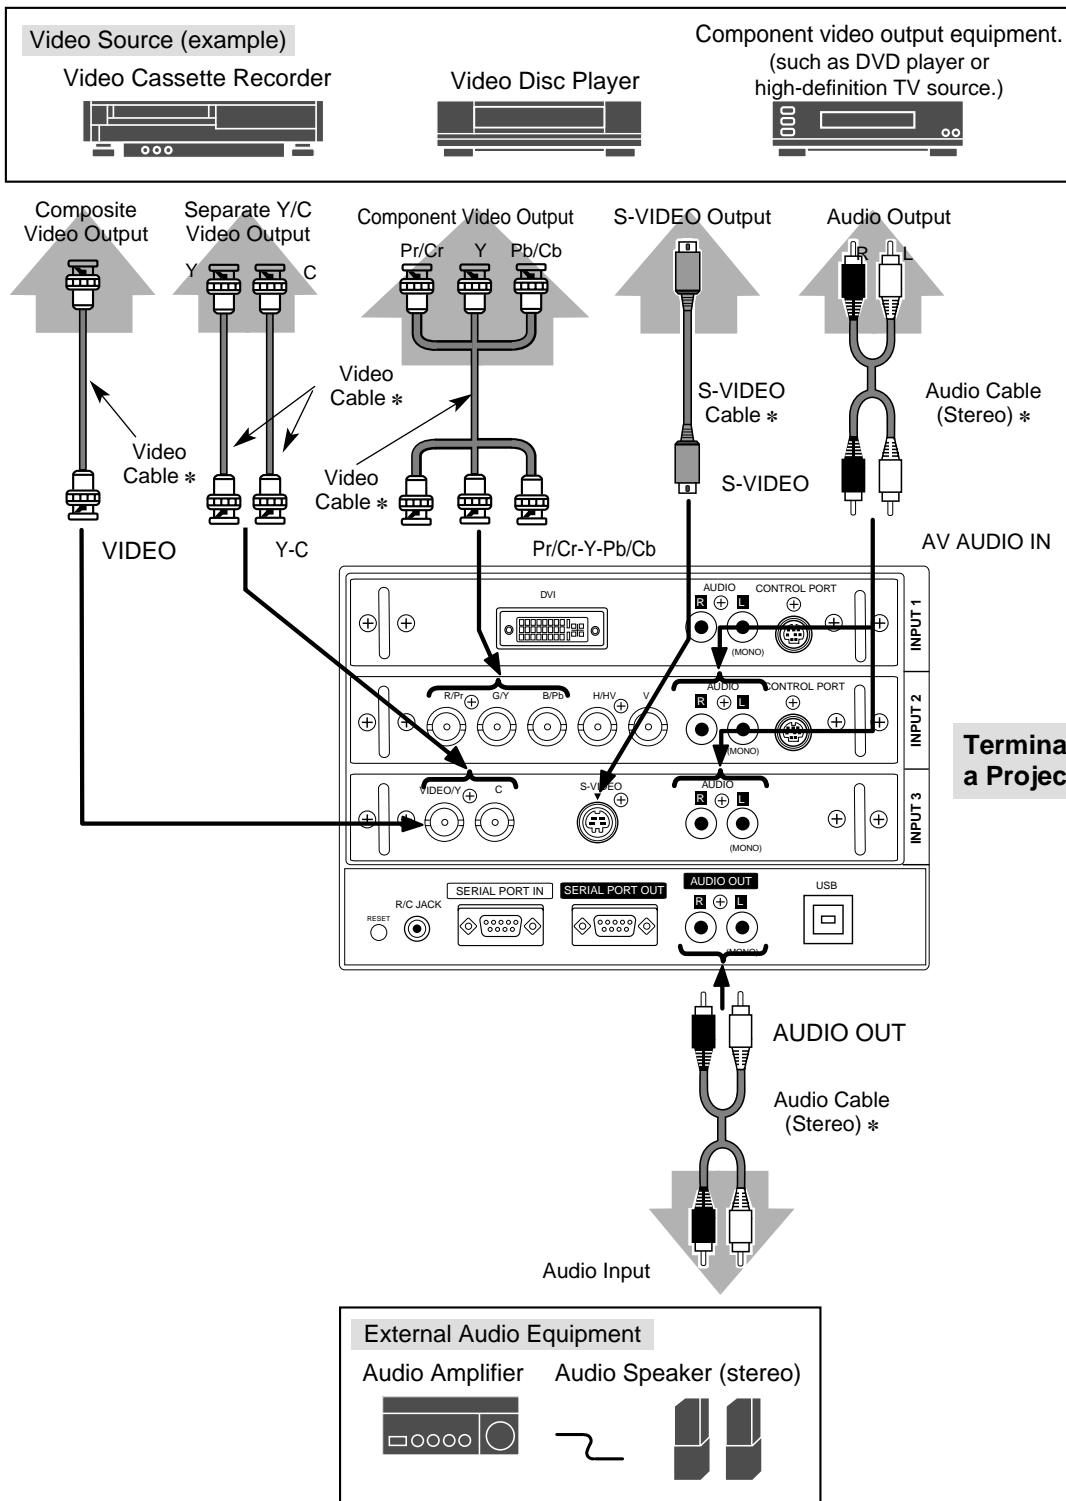 Video Source (example)
Video Cassette Recorder
Video Disc Player
Component video output equipment.
(such as DVD player or
high-definition TV source.)
Composite
Video Output
Separate Y/C
Video Output
Y
C
Component Video Output
Pr/Cr
Y
Pb/Cb
S-VIDEO Output
Audio Output
R
L
Video
Cable *
Video
Cable *
Video
Cable *
S-VIDEO
Cable *
Audio Cable
(Stereo) *
S-VIDEO
VIDEO
Y-C
Pr/Cr-Y-Pb/Cb
AV AUDIO IN
DVI
AUDIO
R
L
(MONO)
CONTROL PORT
INPUT 1
R/Pr
G/Y
B/Pb
H/HV
V
AUDIO
R
L
(MONO)
CONTROL PORT
INPUT 2
VIDEO/Y
C
S-VIDEO
AUDIO
R
L
(MONO)
INPUT 3
Termina
a Projec
RESET
R/C JACK
SERIAL PORT IN
SERIAL PORT OUT
AUDIO OUT
R
L
(MONO)
USB
AUDIO OUT
Audio Cable
(Stereo) *
Audio Input
External Audio Equipment
Audio Amplifier
Audio Speaker (stereo)